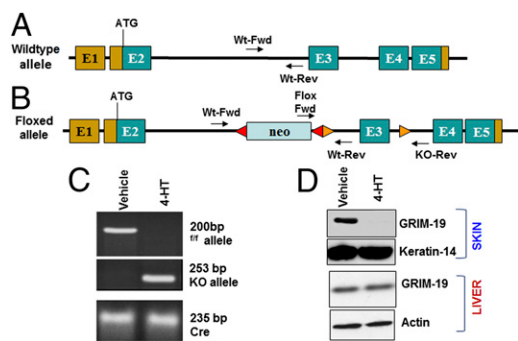 A
Wildtype allele
ATG
E1
E2
Wt-Fwd
Wt-Rev
E3
E4
E5
B
Floxed allele
ATG
E1
E2
Wt-Fwd
neo
Flox Fwd
Wt-Rev
E3
KO-Rev
E4
E5
C
Vehicle
4-HT
200bp
f/f allele
253 bp
KO allele
235 bp
Cre
D
Vehicle
4-HT
GRIM-19
Keratin-14
SKIN
GRIM-19
Actin
LIVER